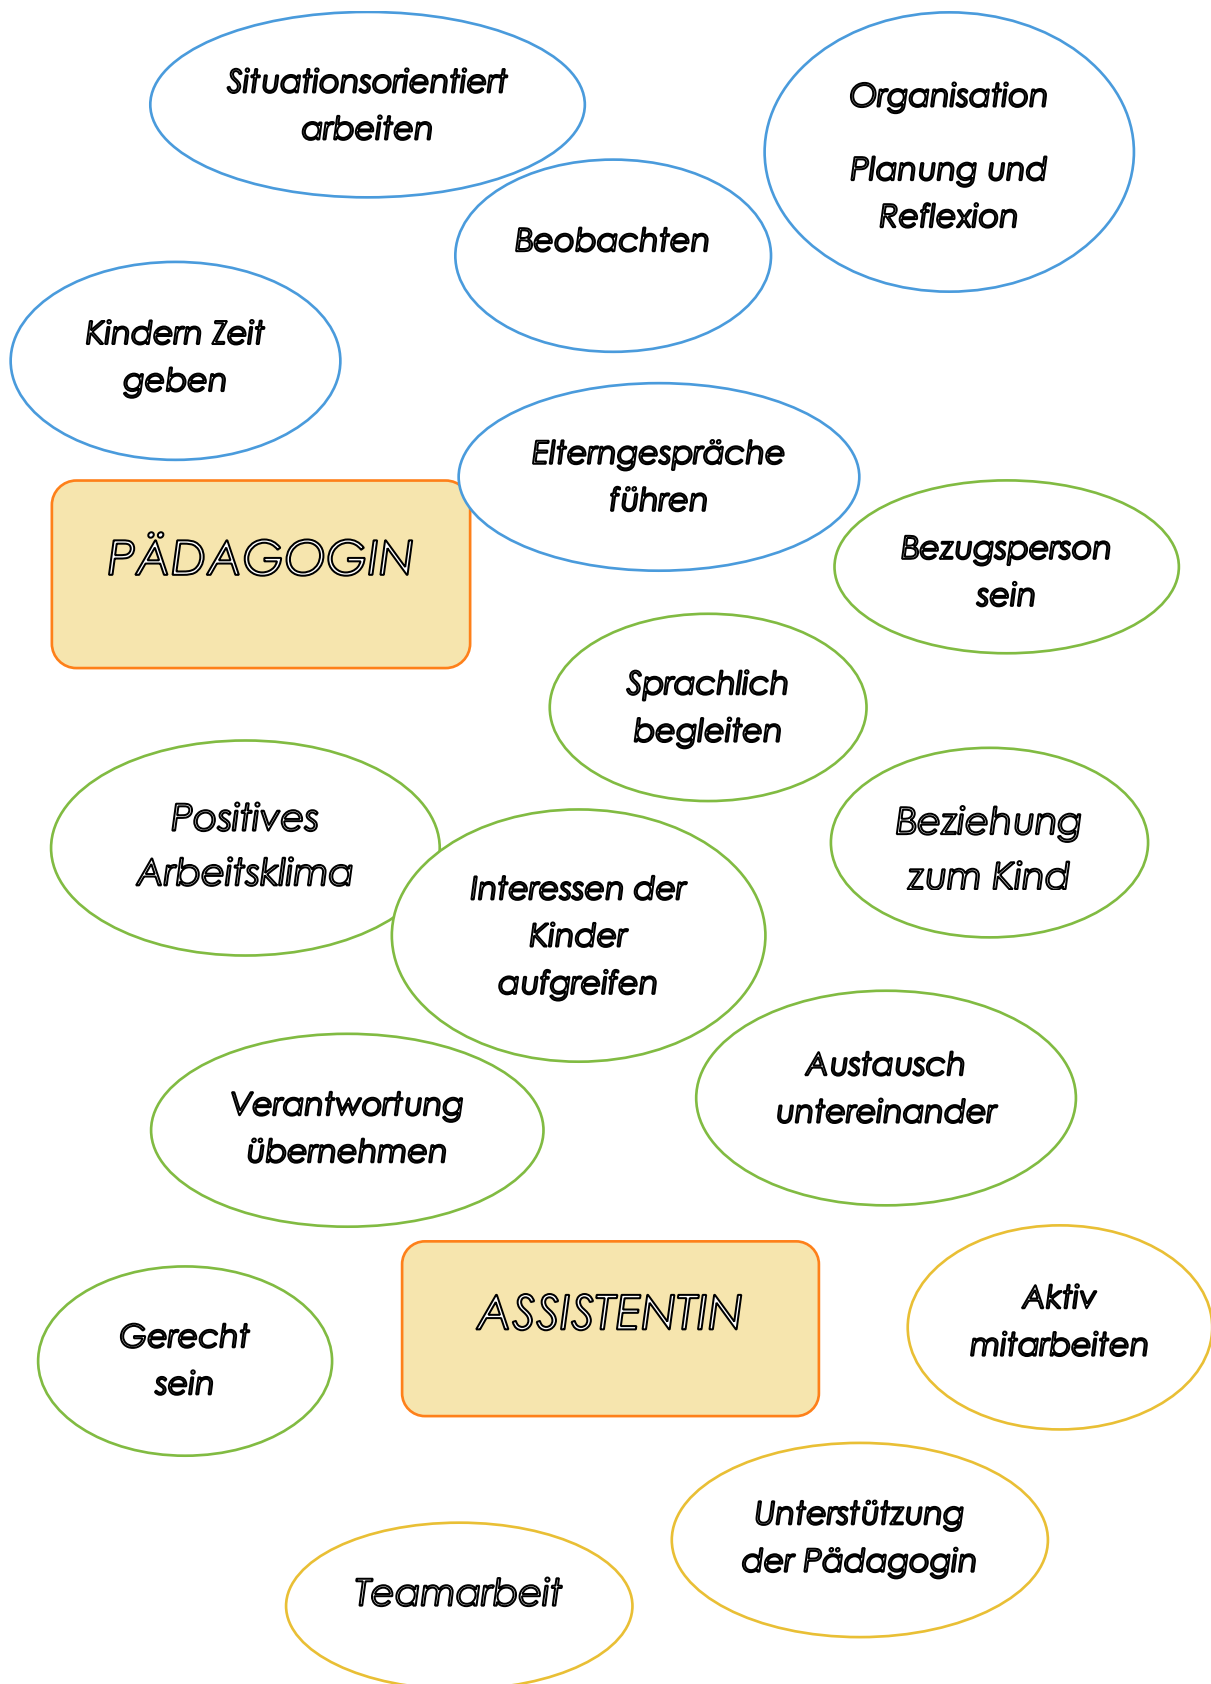 Situationsorientiert
arbeiten
Organisation
Planung und
Reflexion
Beobachten
Kindern Zeit
geben
Elterngespräche
führen
PÄDAGOGIN
Bezugsperson
sein
Sprachlich
begleiten
Positives
Arbeitsklima
Beziehung
zum Kind
Interessen der
Kinder
aufgreifen
Austausch
untereinander
Verantwortung
übernehmen
ASSISTENTIN
Aktiv
mitarbeiten
Gerecht
sein
Unterstützung
der Pädagogin
Teamarbeit